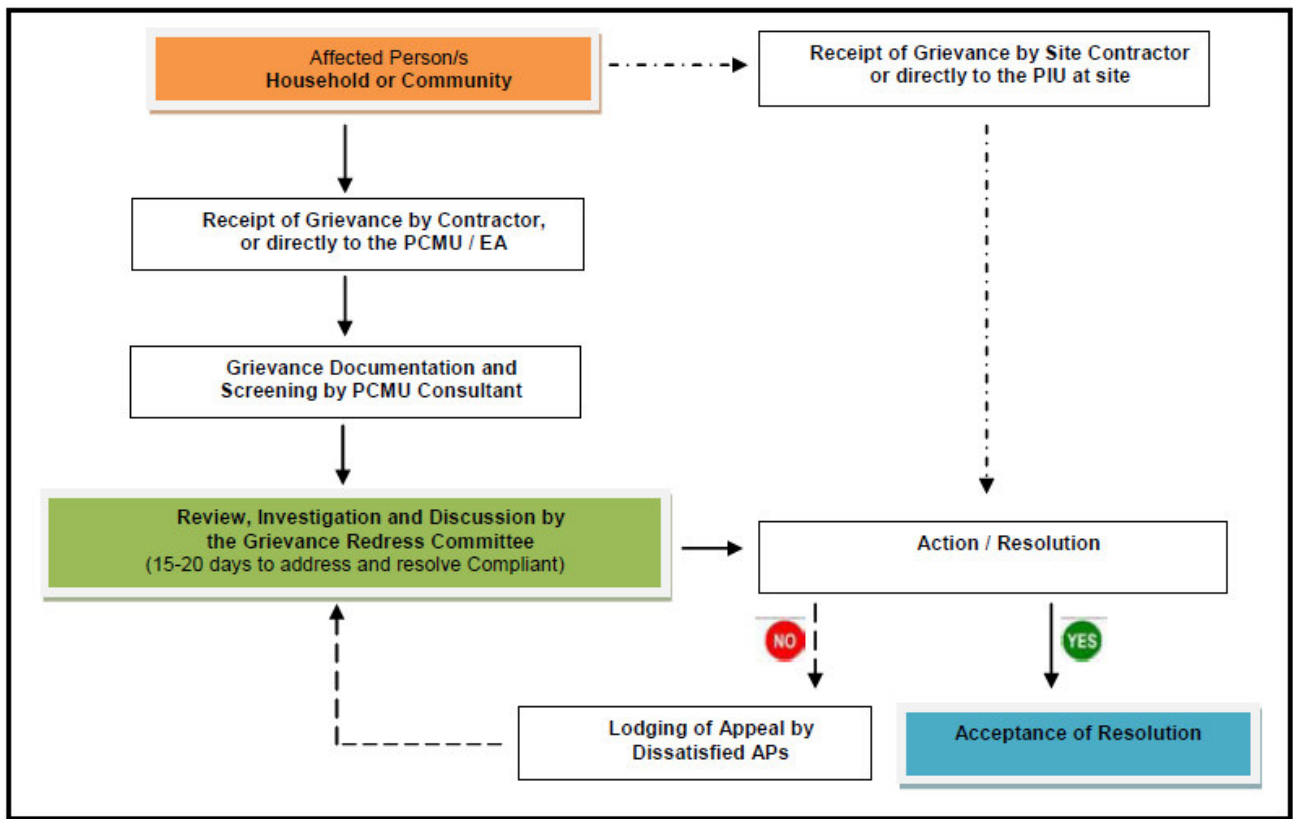 Affected Person/s
Household or Community
Receipt of Grievance by Site Contractor
or directly to the PIU at site
Receipt of Grievance by Contractor,
or directly to the PCMU / EA
Grievance Documentation and
Screening by PCMU Consultant
Review, Investigation and Discussion by
the Grievance Redress Committee
(15-20 days to address and resolve Compliant)
Action / Resolution
NO
YES
Lodging of Appeal by
Dissatisfied APs
Acceptance of Resolution